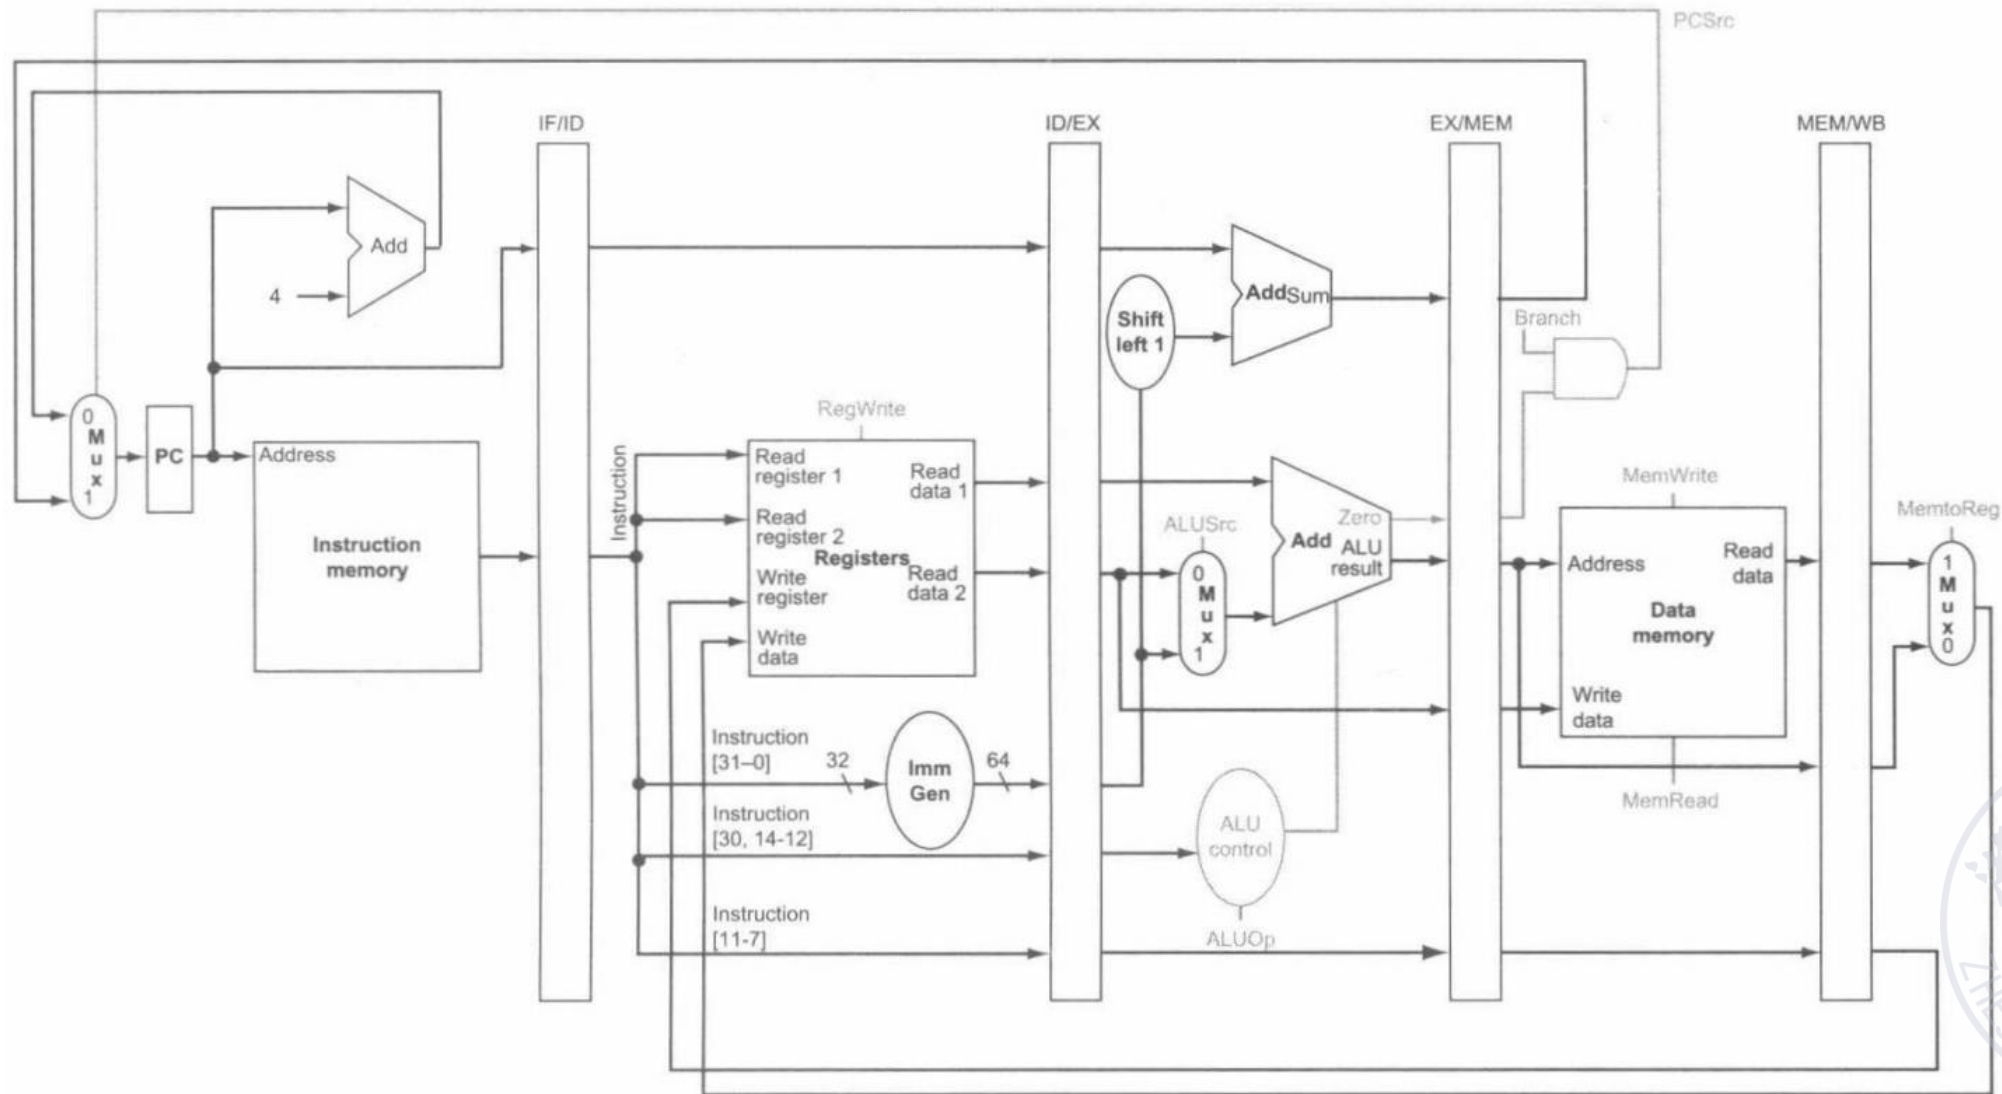 PCSrc
IF/ID
ID/EX
EX/MEM
MEM/WB
Add
4
Add Sum
Shift
left 1
Branch
0
M
u
x
1
PC
Address
Instruction
memory
Instruction
RegWrite
Read
register 1
Read
register 2
Write
register
Write
data
Registers
Read
data 1
Read
data 2
ALUSrc
0
M
u
x
1
Add
Zero
ALU
result
MemWrite
Address
Read
data
Data
memory
Write
data
MemRead
MemtoReg
1
M
u
x
0
Instruction
[31–0]
32
Imm
Gen
64
Instruction
[30, 14-12]
ALU
control
Instruction
[11-7]
ALUOp